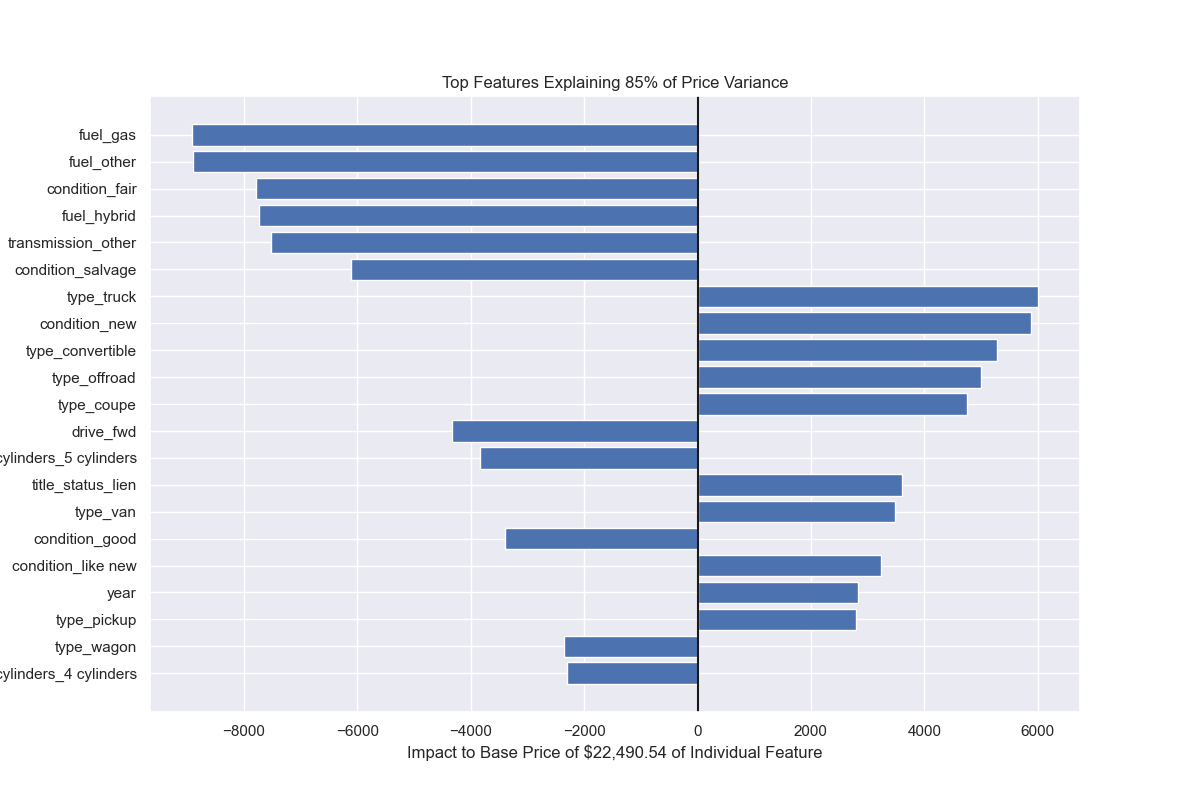 Top Features Explaining 85% of Price Variance
fuel_gas
fuel_other
condition_fair
fuel_hybrid
transmission_other
condition_salvage
type_truck
condition_new
type_convertible
type_offroad
type_coupe
drive_fwd
cylinders_5 cylinders
title_status_lien
type_van
condition_good
condition_like new
year
type_pickup
type_wagon
cylinders_4 cylinders
−8000 −6000 −4000 −2000 0 2000 4000 6000
Impact to Base Price of $22,490.54 of Individual Feature